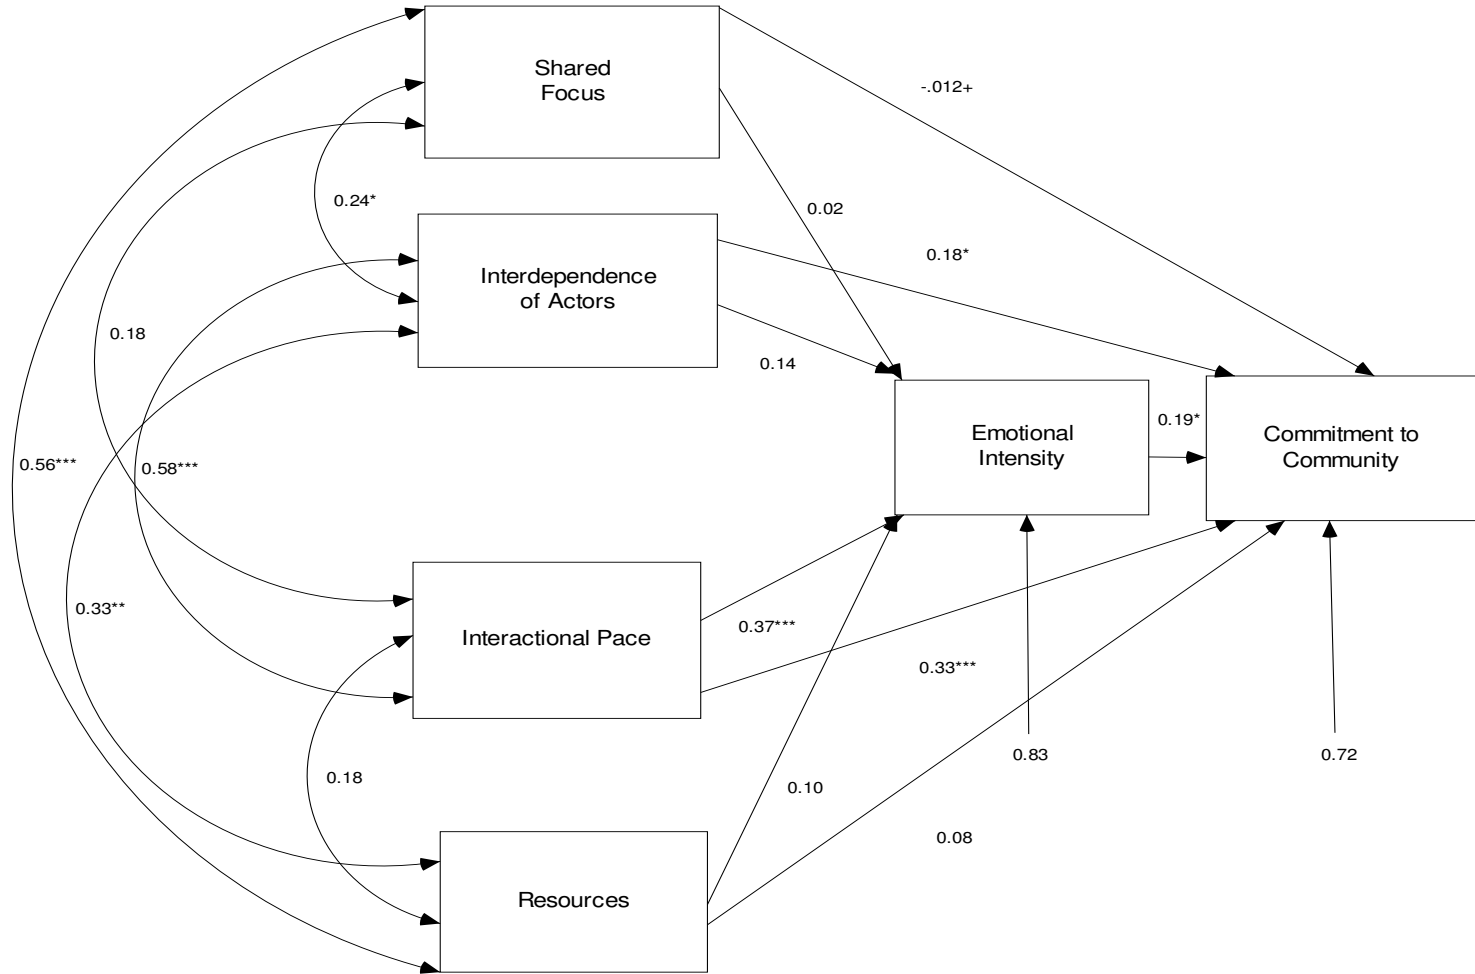 Shared
Focus
-.012+
0.24*
0.02
0.18*
Interdependence
of Actors
0.18
0.14
0.19*
Emotional
Intensity
Commitment to
Community
0.56***
0.58***
0.33**
Interactional Pace
0.37***
0.33***
0.83
0.72
0.18
0.10
0.08
Resources